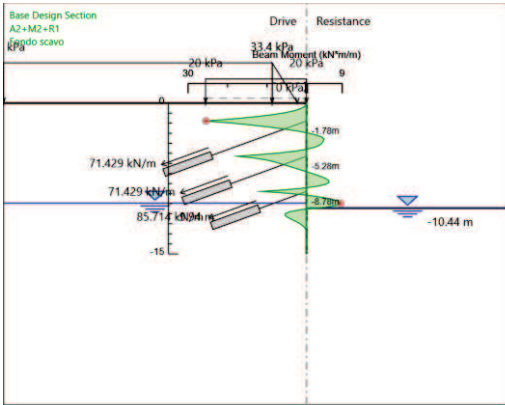 Base Design Section
A2+M2+R1
Fondo scavo
Drive
Resistance
kPa
33.4 kPa
Beam Moment (kN*m/m)
20 kPa
20 kPa
30
0 kPa
9
0
-1.78m
71.429 kN/m
-5.28m
71.429 kN/m
-8.78m
85.714 kN/m
-10.44 m
-15